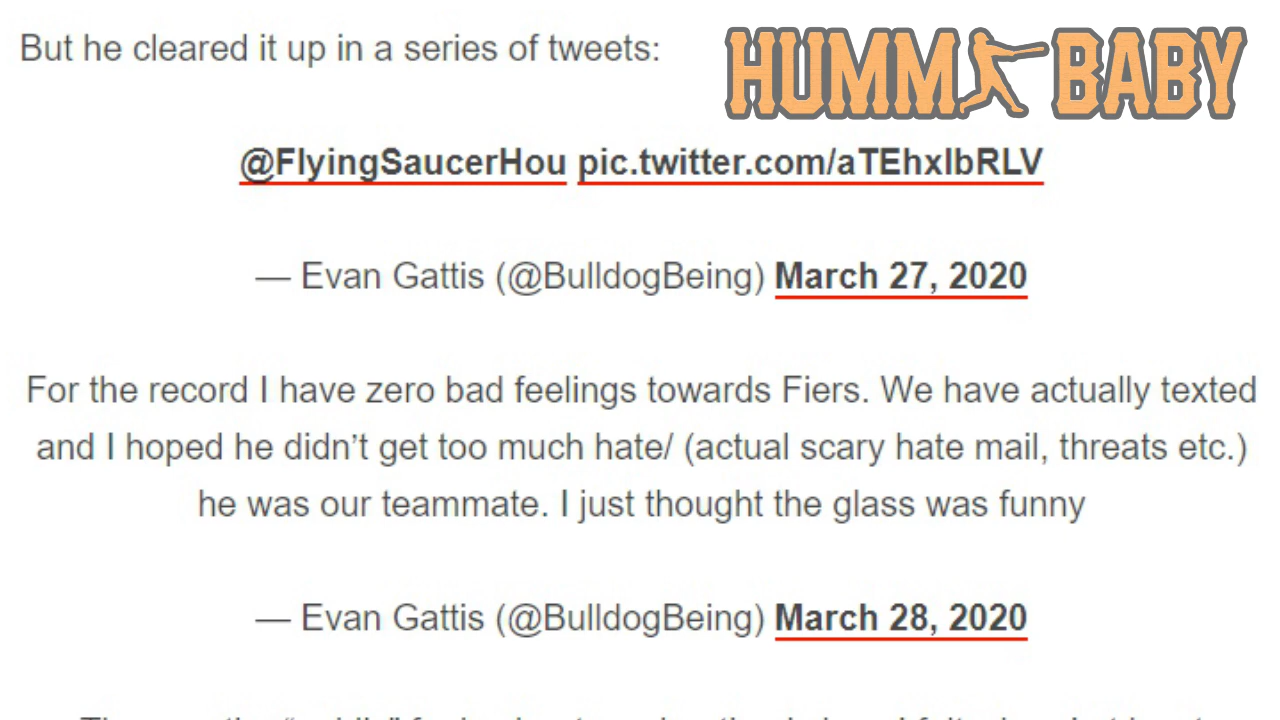 But he cleared it up in a series of tweets:
HUMM BABY
@FlyingSaucerHou pic.twitter.com/aTEhxlbRLV
— Evan Gattis (@BulldogBeing) March 27, 2020
For the record I have zero bad feelings towards Fiers. We have actually texted
and I hoped he didn’t get too much hate/ (actual scary hate mail, threats etc.)
he was our teammate. I just thought the glass was funny
— Evan Gattis (@BulldogBeing) March 28, 2020